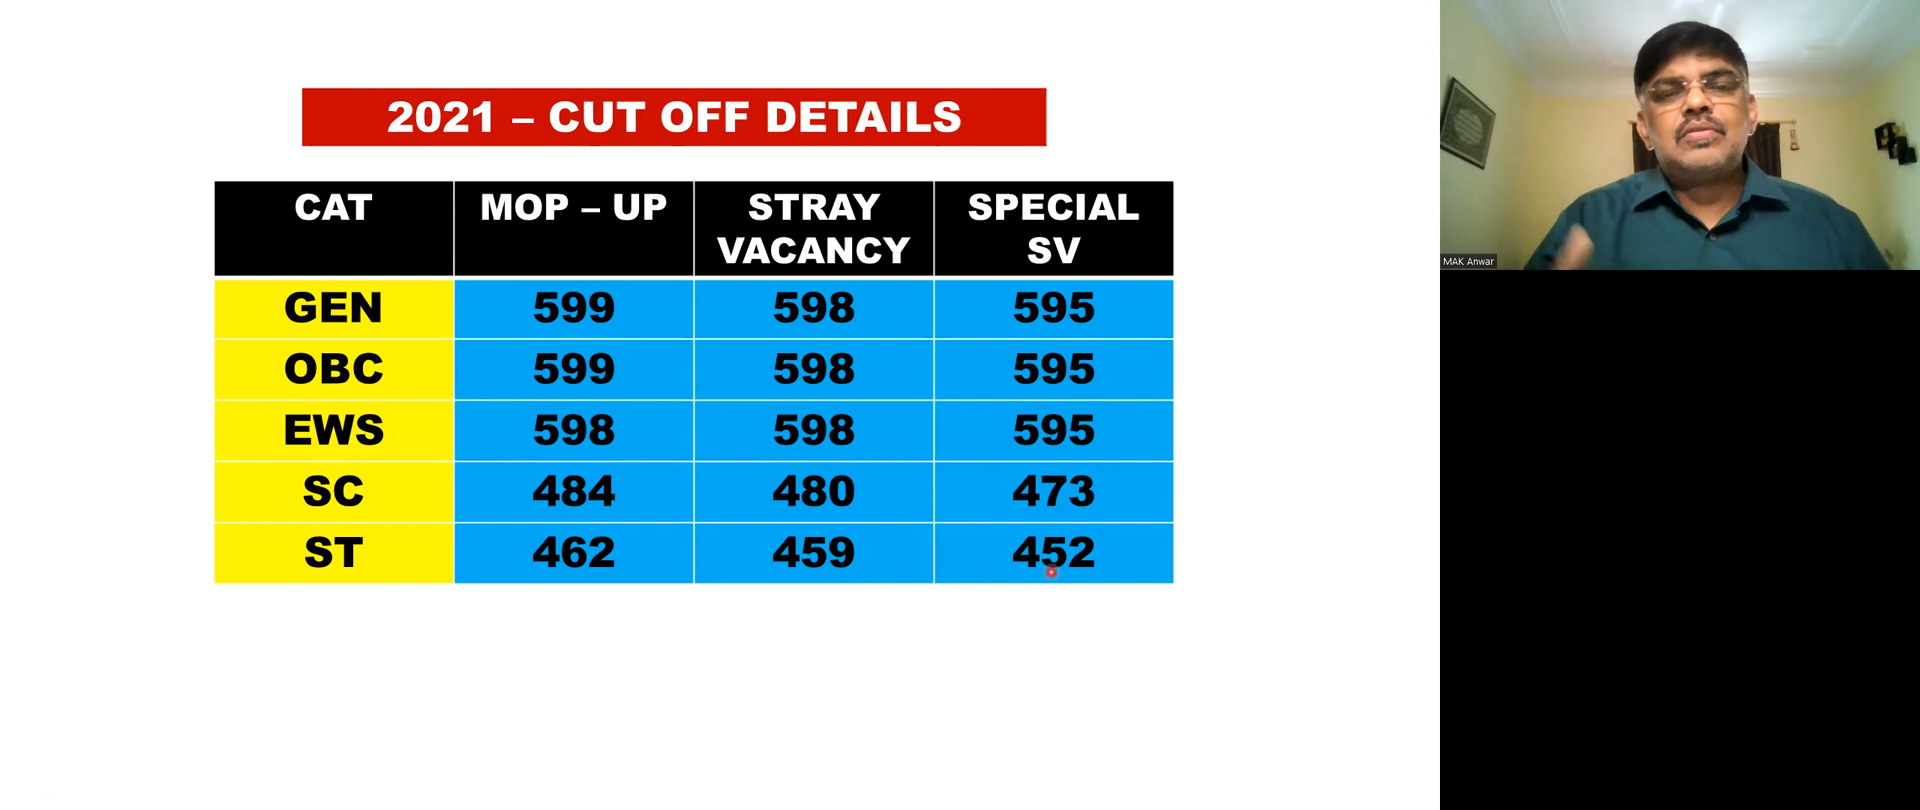 2021 – CUT OFF DETAILS
CAT MOP – UP STRAY VACANCY SPECIAL SV
GEN 599 598 595
OBC 599 598 595
EWS 598 598 595
SC 484 480 473
ST 462 459 452
MAK Anwar